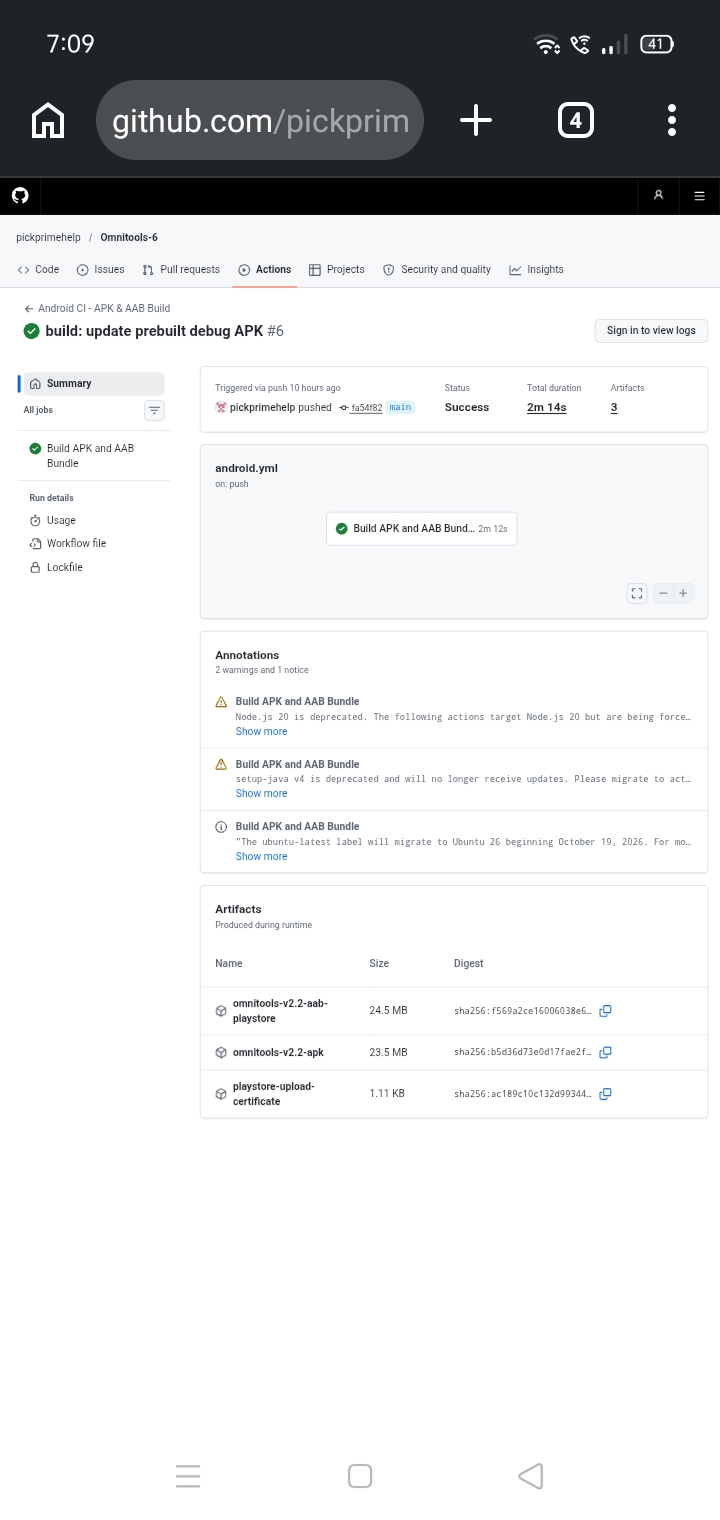 7:09
41
github.com/pickprim
4
pickprimehelp / Omnitools-6
Code Issues Pull requests Actions Projects Security and quality Insights
Android CI - APK & AAB Build
build: update prebuilt debug APK #6
Sign in to view logs
Summary
All jobs
Build APK and AAB
Bundle
Run details
Usage
Workflow file
Lockfile
Triggered via push 10 hours ago
pickprimehelp pushed fa54f82 main
Status
Success
Total duration
2m 14s
Artifacts
3
android.yml
on: push
Build APK and AAB Bund... 2m 12s
Annotations
2 warnings and 1 notice
Build APK and AAB Bundle
Node.js 20 is deprecated. The following actions target Node.js 20 but are being force…
Show more
Build APK and AAB Bundle
setup-java v4 is deprecated and will no longer receive updates. Please migrate to act…
Show more
Build APK and AAB Bundle
"The ubuntu-latest label will migrate to Ubuntu 26 beginning October 19, 2026. For mo…
Show more
Artifacts
Produced during runtime
Name Size Digest
omnitools-v2.2-aab-
playstore
24.5 MB
sha256:f569a2ce16006038e6…
omnitools-v2.2-apk 23.5 MB sha256:b5d36d73e0d17fae2f…
playstore-upload-
certificate
1.11 KB
sha256:ac189c10c132d99344…